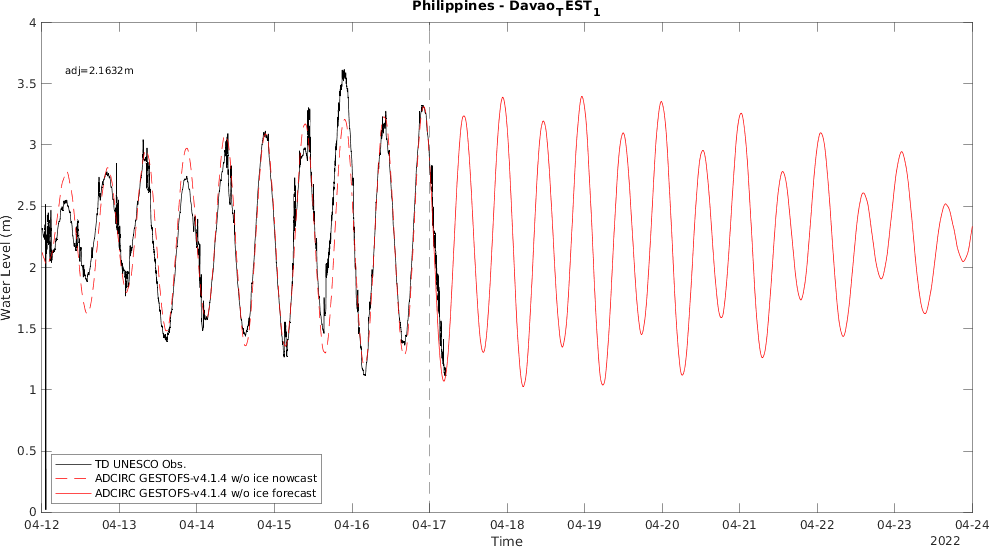 Philippines - Davao_TEST_1
4
adj=2.1632m
3.5
3
2.5
2
1.5
1
0.5
0
Water Level (m)
TD UNESCO Obs.
ADCIRC GESTOFS-v4.1.4 w/o ice nowcast
ADCIRC GESTOFS-v4.1.4 w/o ice forecast
04-12 04-13 04-14 04-15 04-16 04-17 04-18 04-19 04-20 04-21 04-22 04-23 04-24
Time
2022